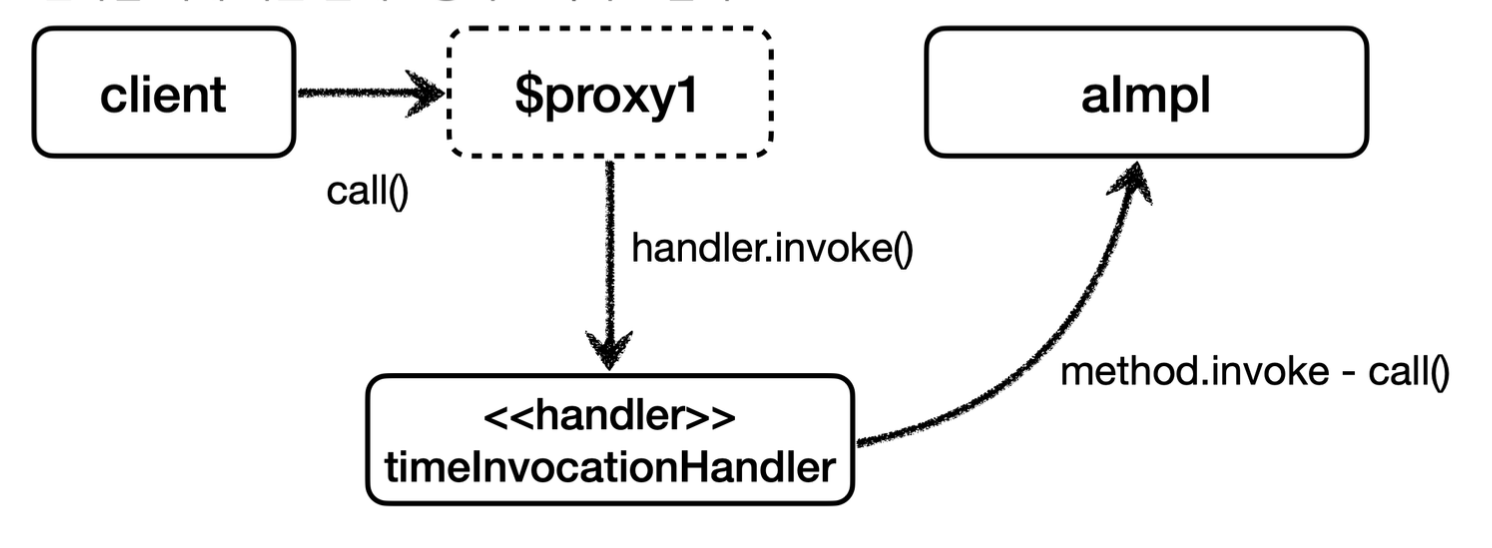 client
$proxy1
aImpl
call()
handler.invoke()
method.invoke - call()
<<handler>>
timeInvocationHandler